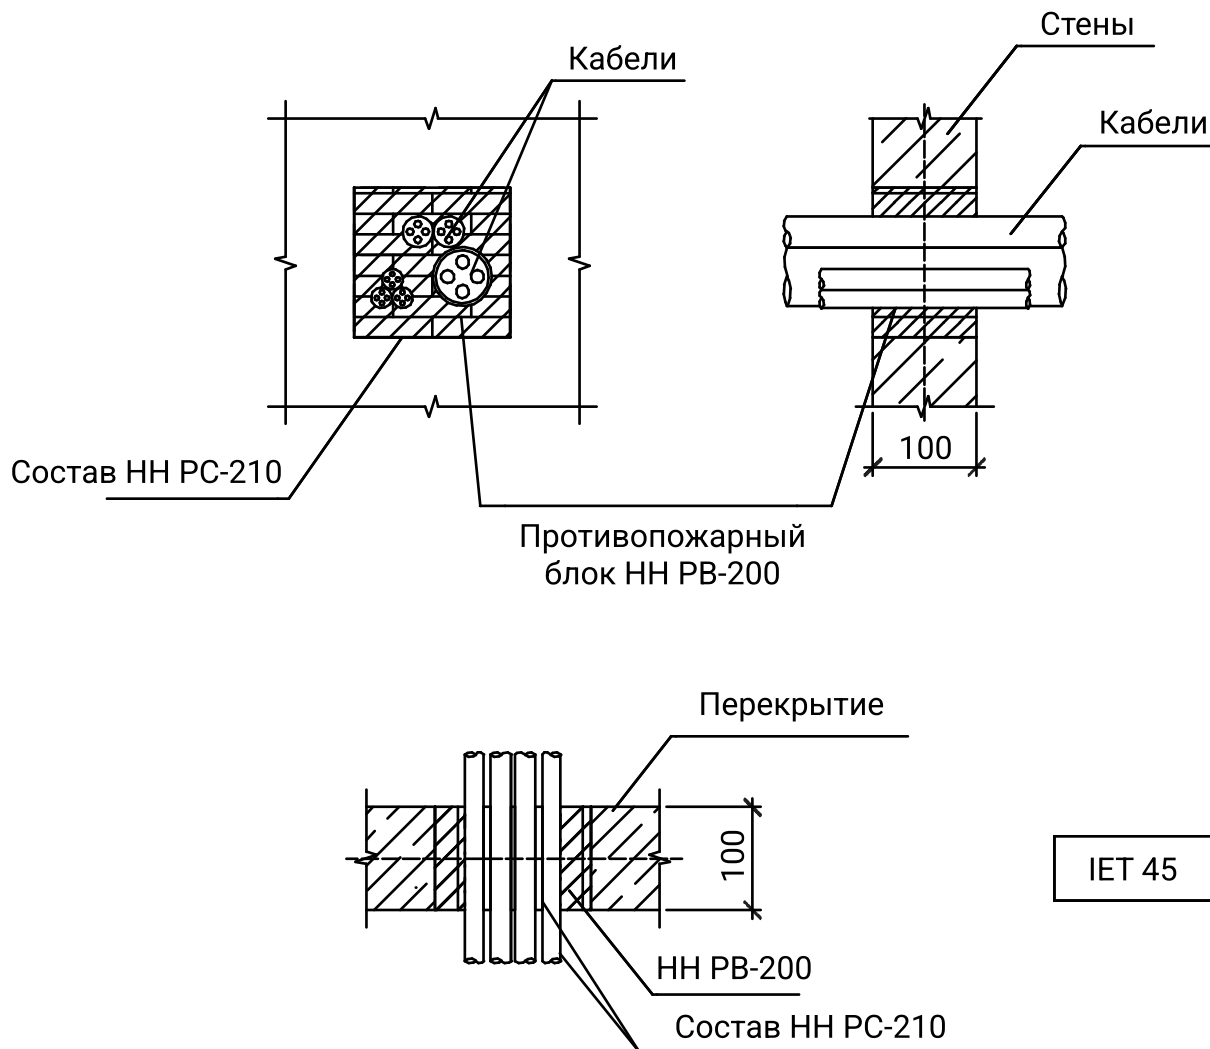 Стены
Кабели
Кабели
100
Состав НН РС-210
Противопожарный
блок НН РВ-200
Перекрытие
100
IET 45
НН РВ-200
Состав НН РС-210